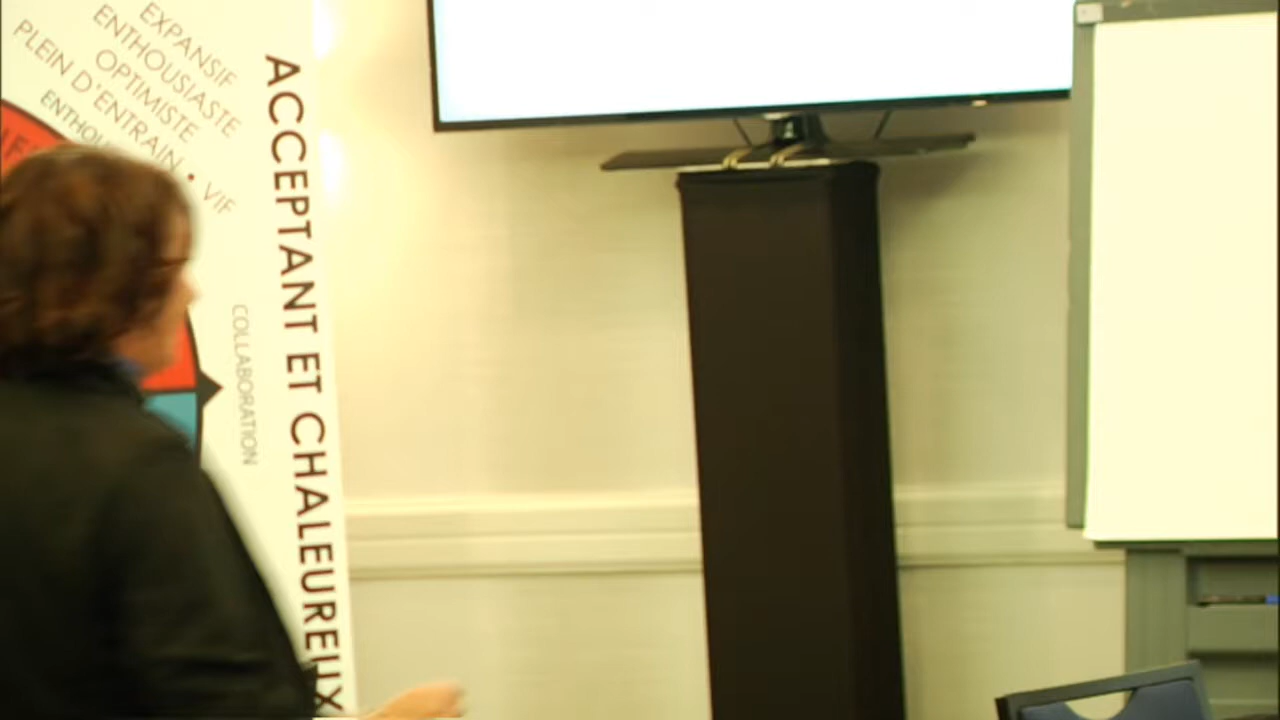 EXPANSIF
ENTHOUSIASTE
OPTIMISTE
PLEIN D'ENTRAIN • VIF
ACCEPTANT ET CHALEUREUX
COLLABORATION